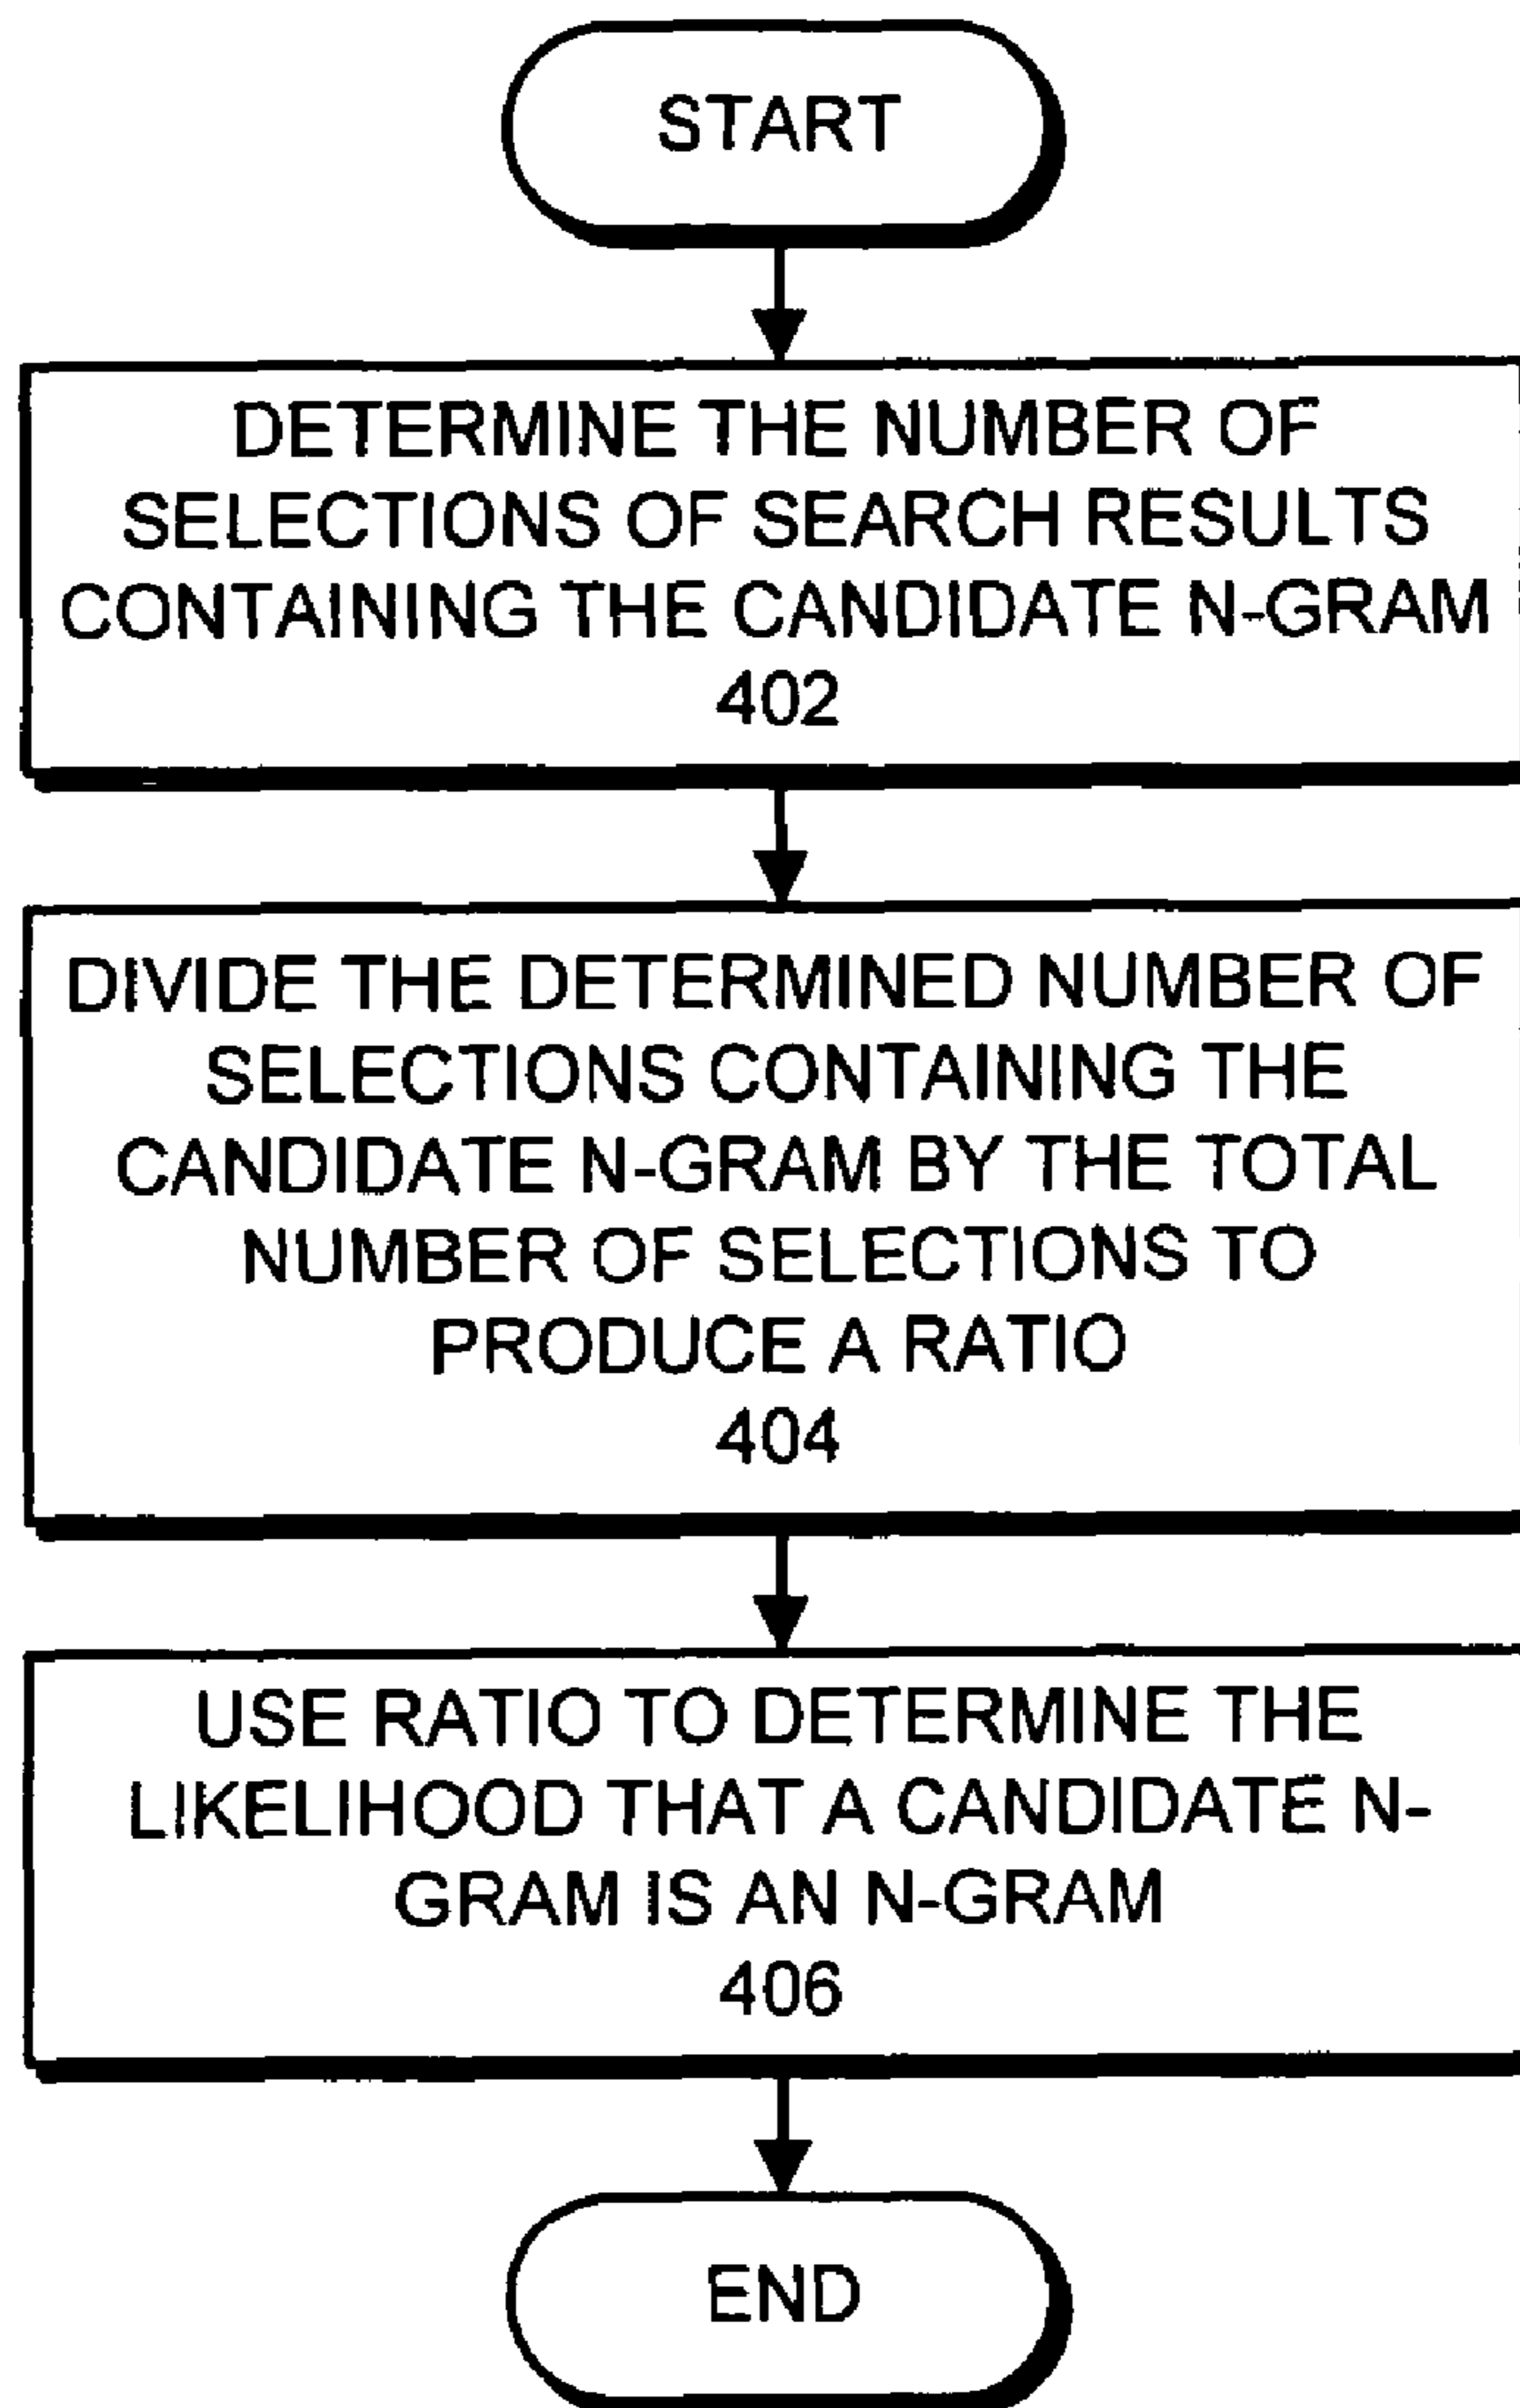 START
DETERMINE THE NUMBER OF
SELECTIONS OF SEARCH RESULTS
CONTAINING THE CANDIDATE N-GRAM
402
DIVIDE THE DETERMINED NUMBER OF
SELECTIONS CONTAINING THE
CANDIDATE N-GRAM BY THE TOTAL
NUMBER OF SELECTIONS TO
PRODUCE A RATIO
404
USE RATIO TO DETERMINE THE
LIKELIHOOD THAT A CANDIDATE N-
GRAM IS AN N-GRAM
406
END